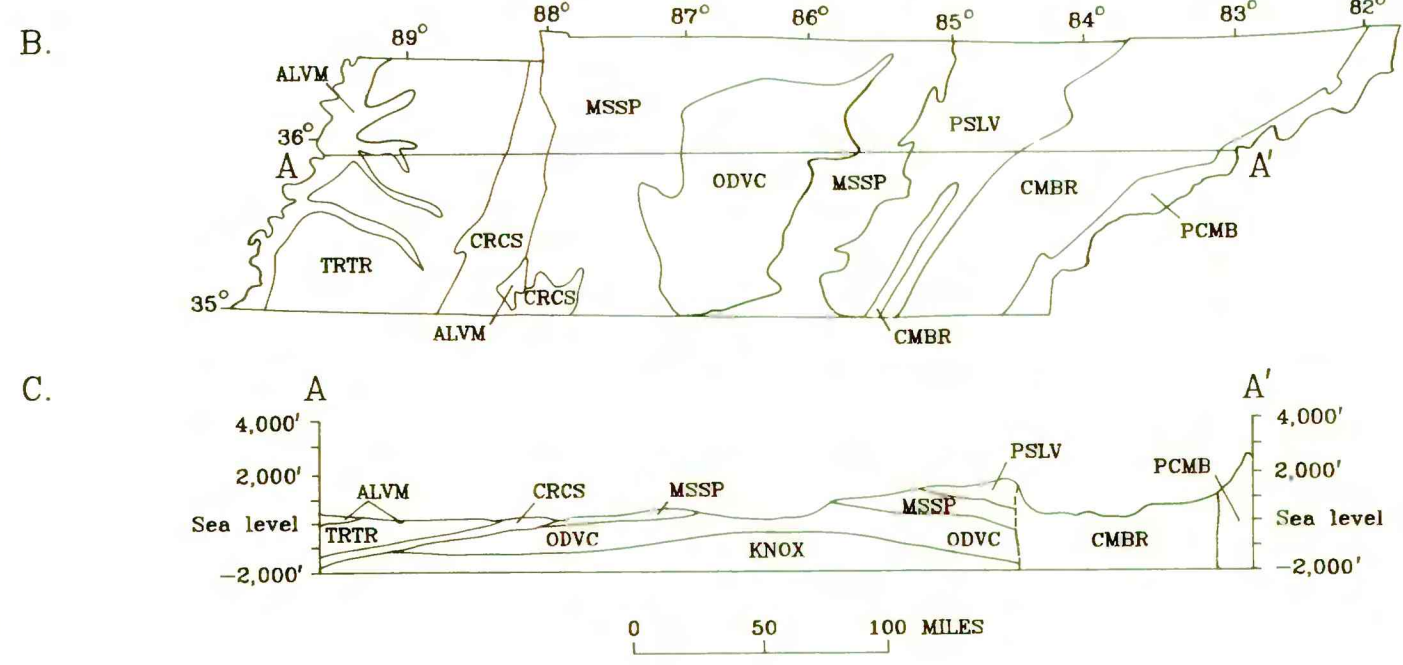 B.
89° 88° 87° 86° 85° 84° 83° 82°
ALVM
MSSP
PSLV
36°
A
ODVC
MSSP
CMBR
A'
PCMB
CRCS
TRTR
CRCS
35°
ALVM
CMBR
C.
A
A'
4,000'
4,000'
PSLV
2,000'
ALVM
CRCS
MSSP
PCMB
2,000'
MSSP
Sea level
Sea level
TRTR
ODVC
KNOX
ODVC
CMBR
-2,000'
-2,000'
0 50 100 MILES